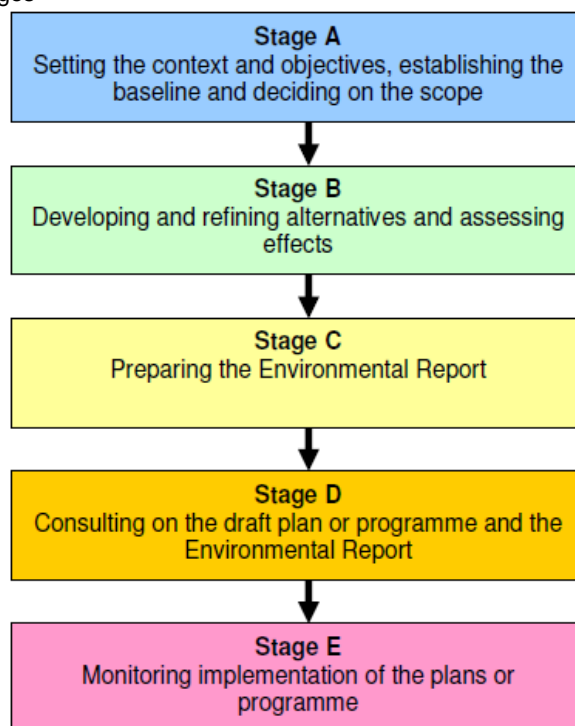 Stage A
Setting the context and objectives, establishing the
baseline and deciding on the scope
Stage B
Developing and refining alternatives and assessing
effects
Stage C
Preparing the Environmental Report
Stage D
Consulting on the draft plan or programme and the
Environmental Report
Stage E
Monitoring implementation of the plans or
programme